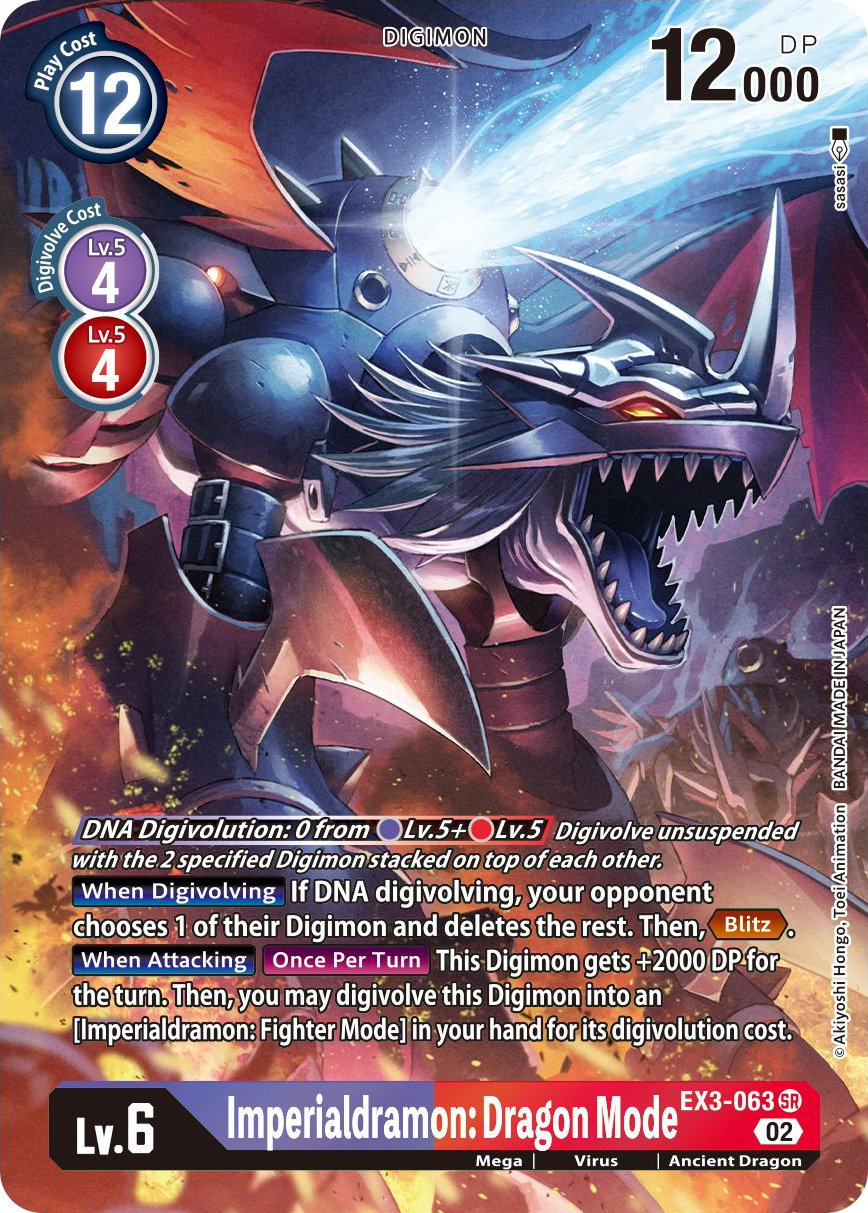 DIGIMON
Play Cost
12
DP
12000
Digivolve Cost
Lv.5
4
Lv.5
4
sasasi
DNA Digivolution: 0 from Lv.5+ Lv.5 Digivolve unsuspended
with the 2 specified Digimon stacked on top of each other.
When Digivolving If DNA digivolving, your opponent
chooses 1 of their Digimon and deletes the rest. Then, Blitz.
When Attacking Once Per Turn This Digimon gets +2000 DP for
the turn. Then, you may digivolve this Digimon into an
[Imperialdramon: Fighter Mode] in your hand for its digivolution cost.
©Akiyoshi Hongo, Toei Animation BANDAI MADE IN JAPAN
Lv.6
Imperialdramon: Dragon Mode
EX3-063 SR
02
Mega | Virus | Ancient Dragon